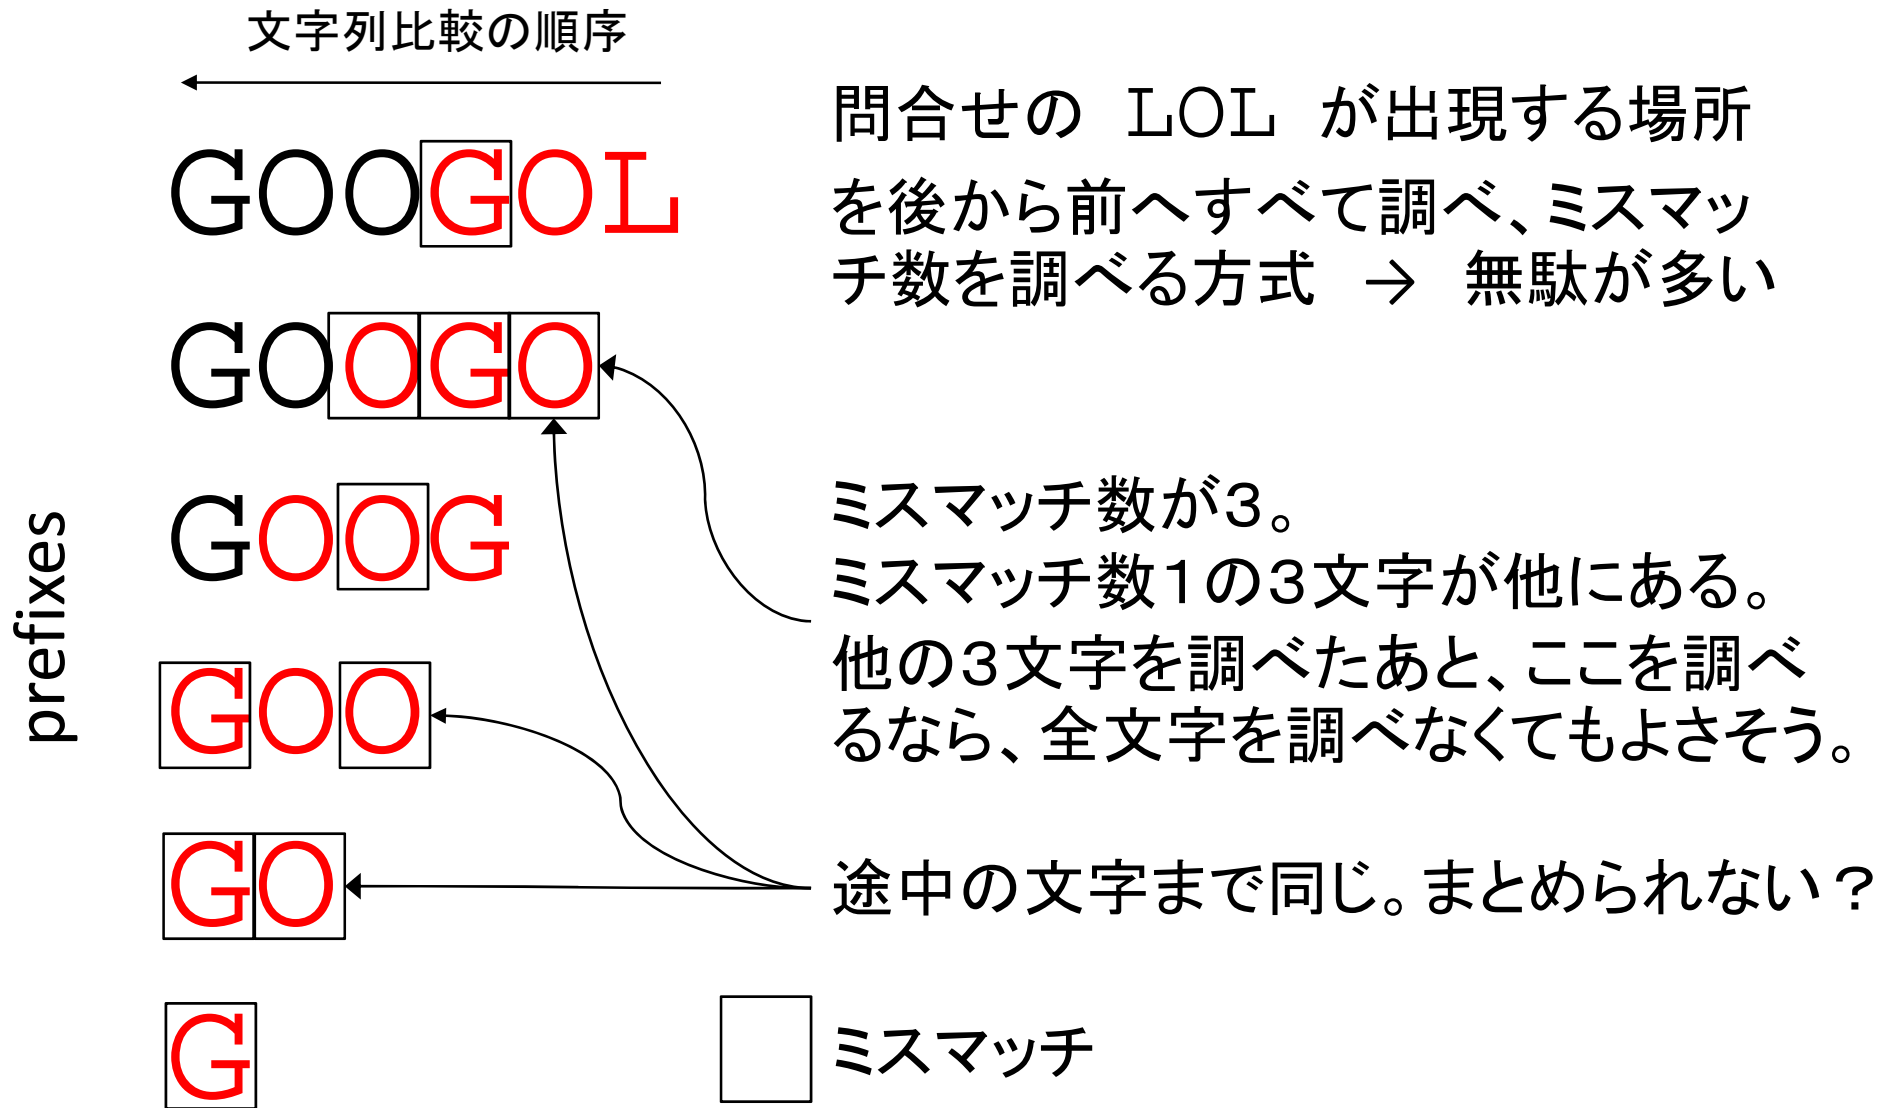 文字列比較の順序
GOOGOL
GOOGO
GOOG
GOO
GO
G
prefixes
問合せの LOL が出現する場所
を後から前へすべて調べ、ミスマッ
チ数を調べる方式 → 無駄が多い
ミスマッチ数が3。
ミスマッチ数1の3文字が他にある。
他の3文字を調べたあと、ここを調べ
るなら、全文字を調べなくてもよさそう。
途中の文字まで同じ。まとめられない？
ミスマッチ